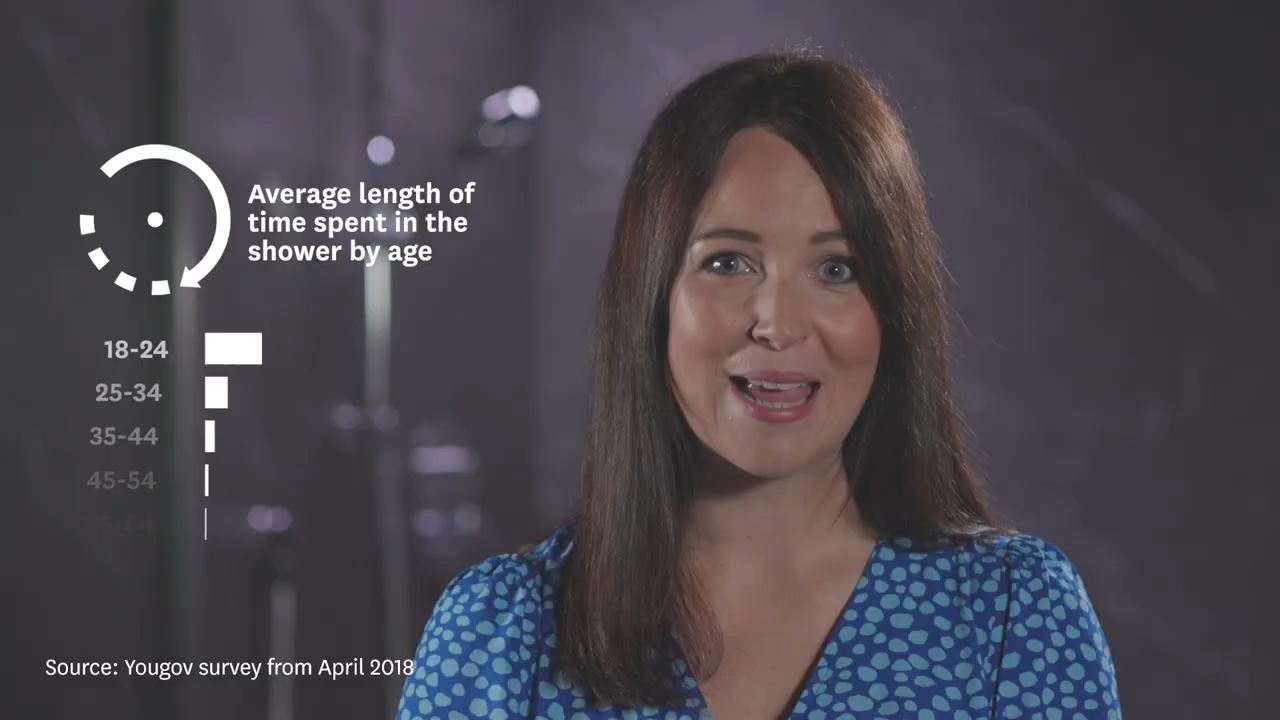 Average length of
time spent in the
shower by age
18-24
25-34
35-44
45-54
Source: Yougov survey from April 2018